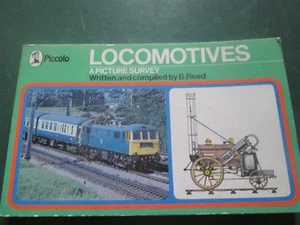 Piccolo
LOCOMOTIVES
A PICTURE SURVEY
Written and compiled by B. Reed